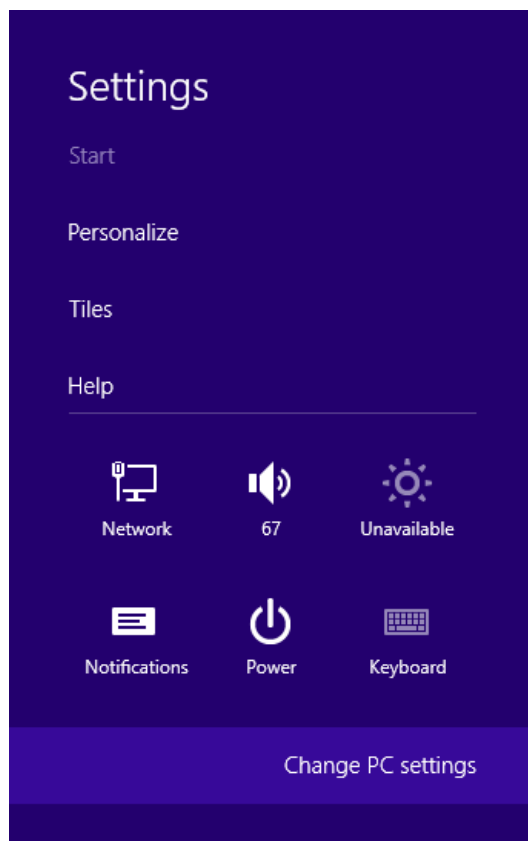 Settings
Start
Personalize
Tiles
Help
Network 67 Unavailable
Notifications Power Keyboard
Change PC settings